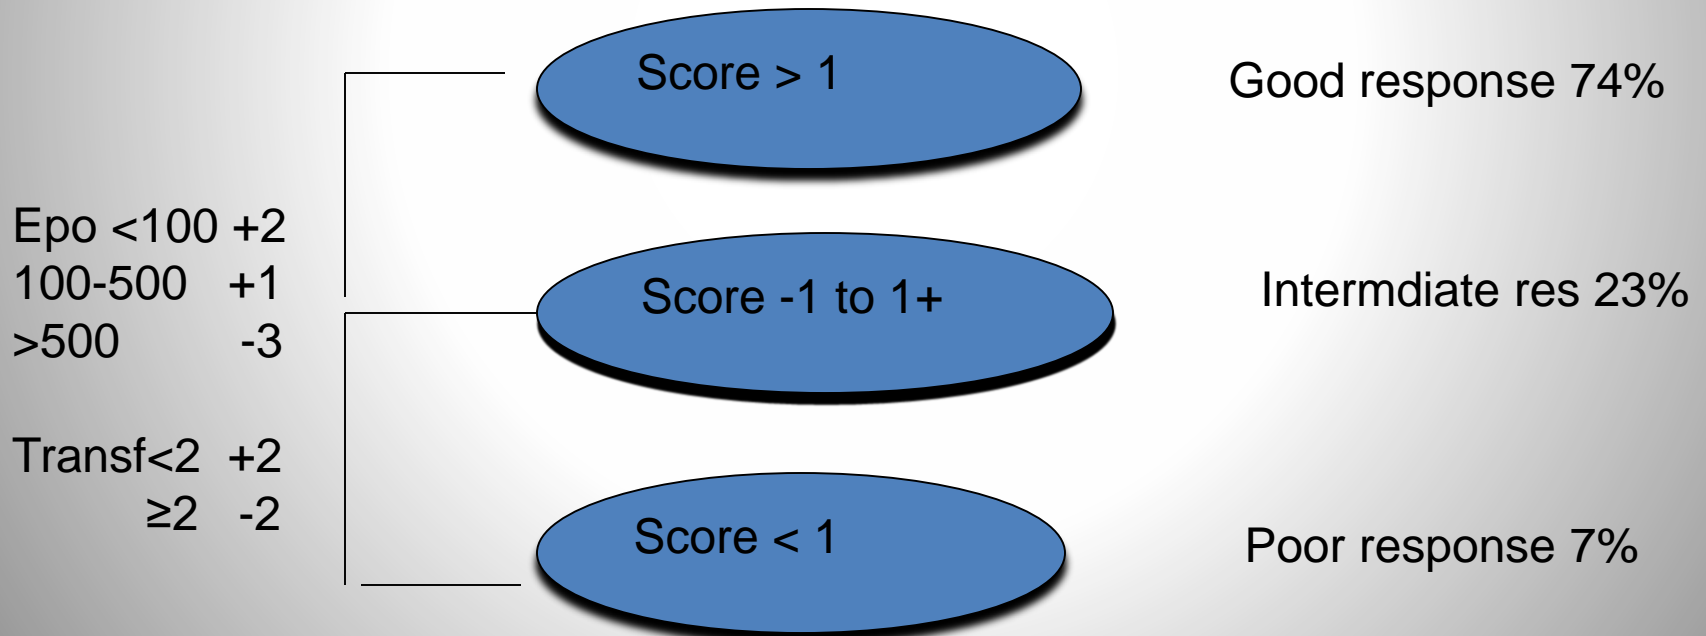 Epo <100 +2
100-500 +1
>500 -3
Transf<2 +2
≥2 -2
Score > 1
Good response 74%
Score -1 to 1+
Intermdiate res 23%
Score < 1
Poor response 7%